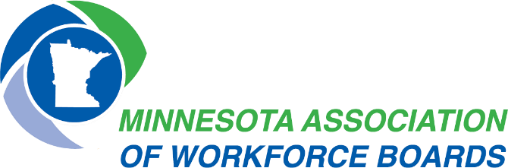 MINNESOTA ASSOCIATION
OF WORKFORCE BOARDS